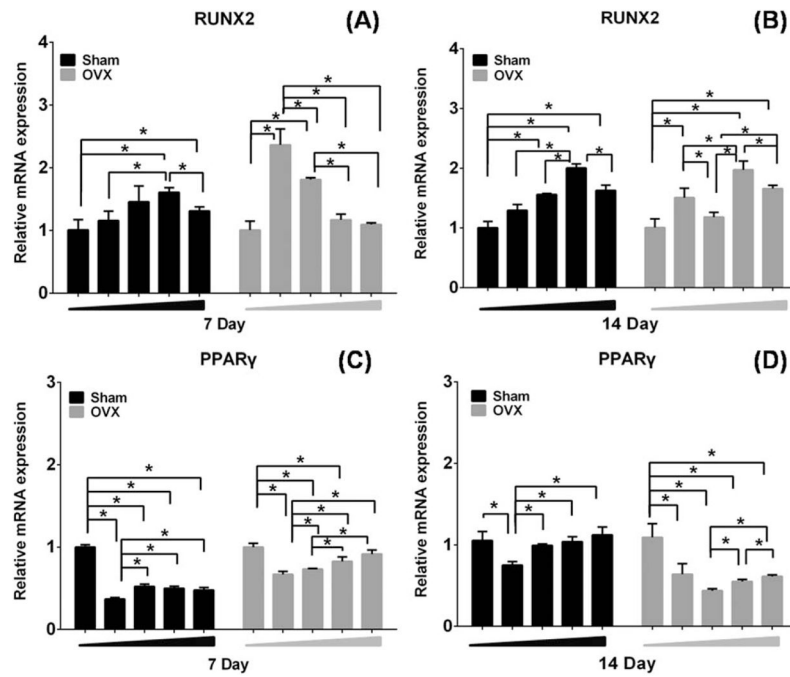 RUNX2
(A)
Relative mRNA expression
4
3
2
1
0
Sham
OVX
* * * * * * * * * *
7 Day
RUNX2
(B)
Relative mRNA expression
4
3
2
1
0
Sham
OVX
* * * * * * * * * * * * *
14 Day
PPARγ
(C)
Relative mRNA expression
3
2
1
0
Sham
OVX
* * * * * * * * * * * * * * *
7 Day
PPARγ
(D)
Relative mRNA expression
3
2
1
0
Sham
OVX
* * * * * * * * * * *
14 Day